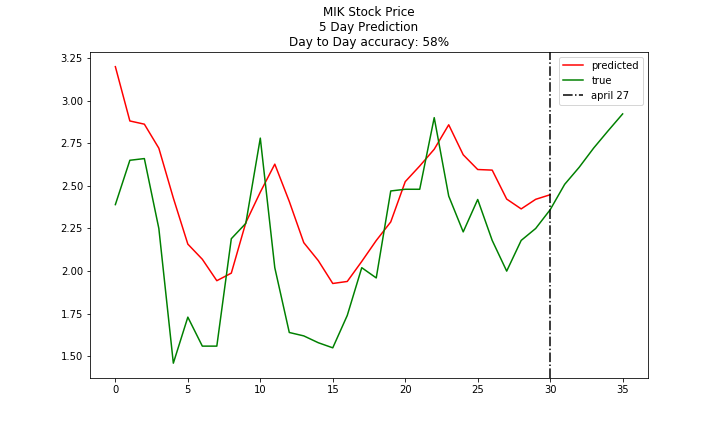 MIK Stock Price
5 Day Prediction
Day to Day accuracy: 58%
predicted
true
april 27
3.25
3.00
2.75
2.50
2.25
2.00
1.75
1.50
0 5 10 15 20 25 30 35